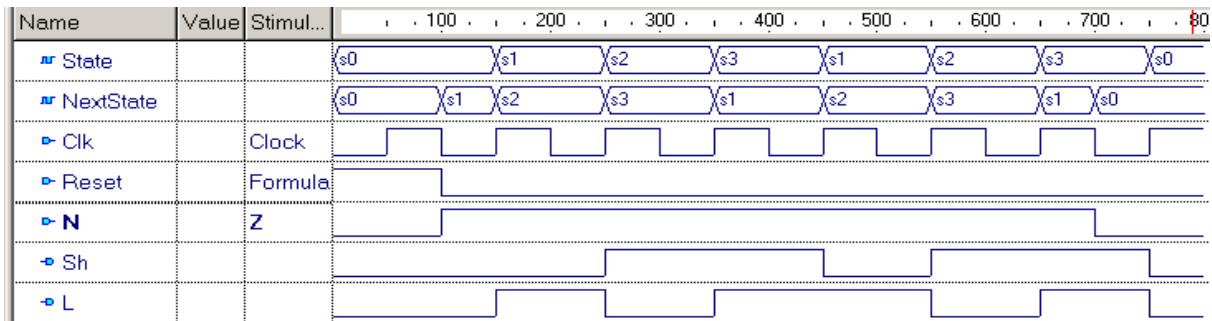 Name Value Stimul... 100 200 300 400 500 600 700 80
State s0 s1 s2 s3 s1 s2 s3 s0
NextState s0 s1 s2 s3 s1 s2 s3 s1 s0
Clk Clock
Reset Formula
N Z
Sh
L